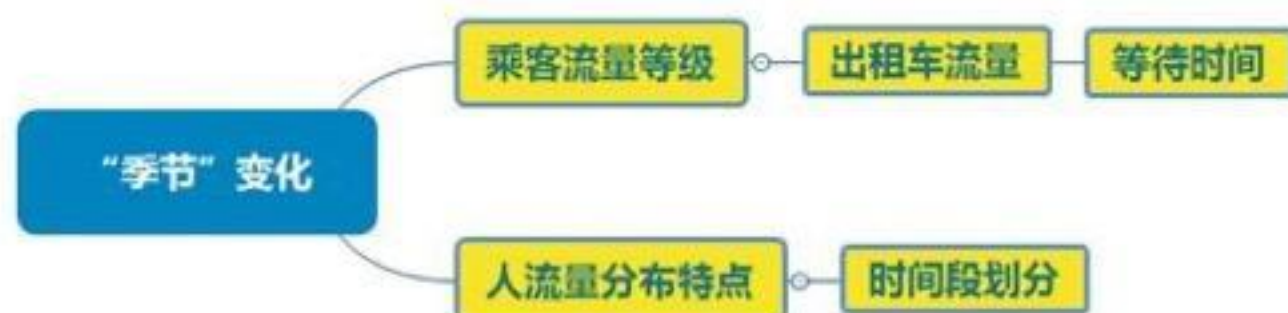 乘客流量等级
出租车流量
等待时间
“季节”变化
人流量分布特点
时间段划分